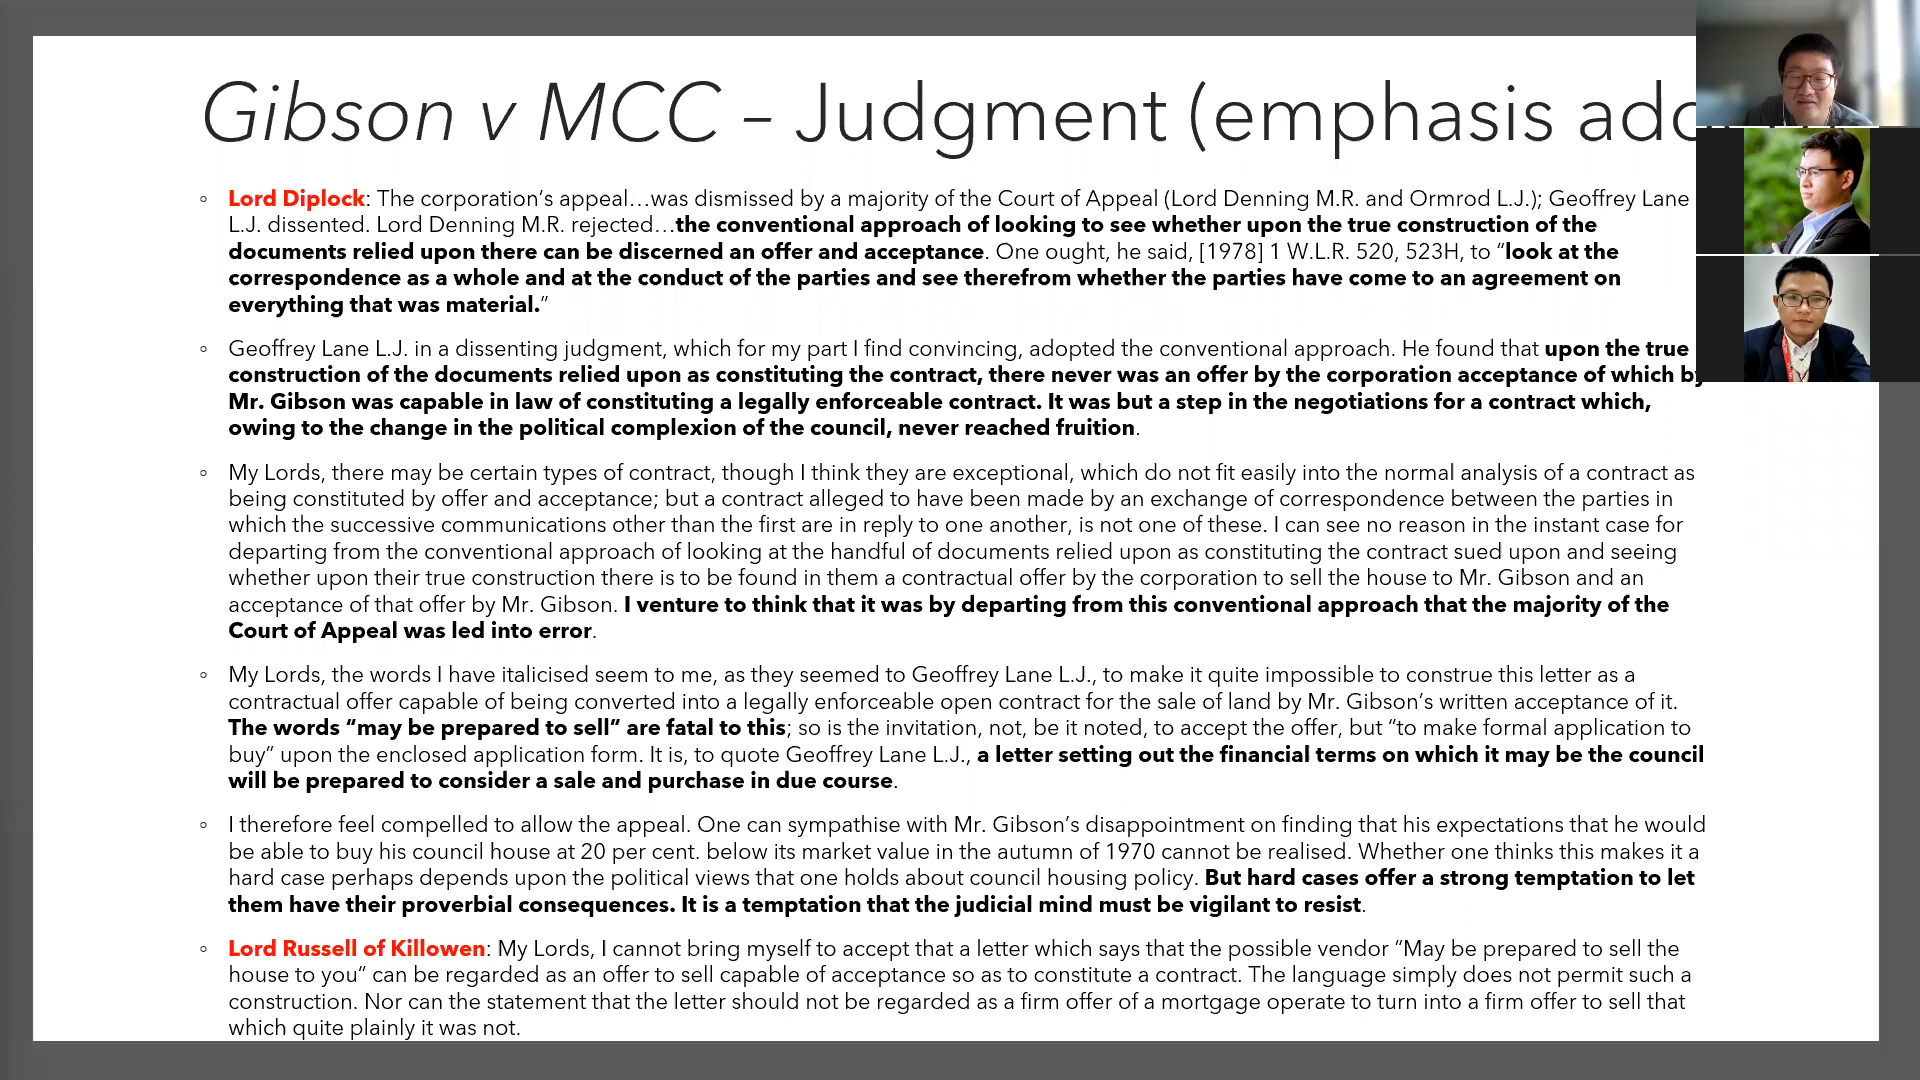 Gibson v MCC – Judgment (emphasis
◦ Lord Diplock: The corporation’s appeal…was dismissed by a majority of the Court of Appeal (Lord Denning M.R. and Ormrod L.J.); Geoffrey Lane
L.J. dissented. Lord Denning M.R. rejected…the conventional approach of looking to see whether upon the true construction of the
documents relied upon there can be discerned an offer and acceptance. One ought, he said, [1978] 1 W.L.R. 520, 523H, to “look at the
correspondence as a whole and at the conduct of the parties and see therefrom whether the parties have come to an agreement on
everything that was material.”
◦ Geoffrey Lane L.J. in a dissenting judgment, which for my part I find convincing, adopted the conventional approach. He found that upon the true
construction of the documents relied upon as constituting the contract, there never was an offer by the corporation acceptance of which by
Mr. Gibson was capable in law of constituting a legally enforceable contract. It was but a step in the negotiations for a contract which,
owing to the change in the political complexion of the council, never reached fruition.
◦ My Lords, there may be certain types of contract, though I think they are exceptional, which do not fit easily into the normal analysis of a contract as
being constituted by offer and acceptance; but a contract alleged to have been made by an exchange of correspondence between the parties in
which the successive communications other than the first are in reply to one another, is not one of these. I can see no reason in the instant case for
departing from the conventional approach of looking at the handful of documents relied upon as constituting the contract sued upon and seeing
whether upon their true construction there is to be found in them a contractual offer by the corporation to sell the house to Mr. Gibson and an
acceptance of that offer by Mr. Gibson. I venture to think that it was by departing from this conventional approach that the majority of the
Court of Appeal was led into error.
◦ My Lords, the words I have italicised seem to me, as they seemed to Geoffrey Lane L.J., to make it quite impossible to construe this letter as a
contractual offer capable of being converted into a legally enforceable open contract for the sale of land by Mr. Gibson’s written acceptance of it.
The words “may be prepared to sell” are fatal to this; so is the invitation, not, be it noted, to accept the offer, but “to make formal application to
buy” upon the enclosed application form. It is, to quote Geoffrey Lane L.J., a letter setting out the financial terms on which it may be the council
will be prepared to consider a sale and purchase in due course.
◦ I therefore feel compelled to allow the appeal. One can sympathise with Mr. Gibson’s disappointment on finding that his expectations that he would
be able to buy his council house at 20 per cent. below its market value in the autumn of 1970 cannot be realised. Whether one thinks this makes it a
hard case perhaps depends upon the political views that one holds about council housing policy. But hard cases offer a strong temptation to let
them have their proverbial consequences. It is a temptation that the judicial mind must be vigilant to resist.
◦ Lord Russell of Killowen: My Lords, I cannot bring myself to accept that a letter which says that the possible vendor “May be prepared to sell the
house to you” can be regarded as an offer to sell capable of acceptance so as to constitute a contract. The language simply does not permit such a
construction. Nor can the statement that the letter should not be regarded as a firm offer of a mortgage operate to turn into a firm offer to sell that
which quite plainly it was not.